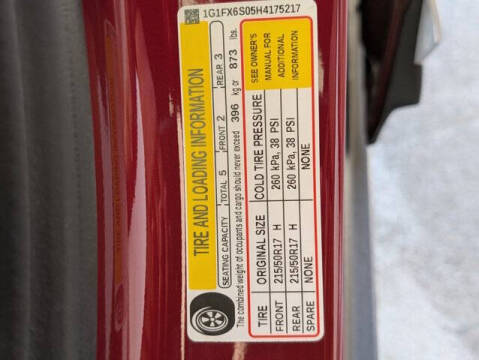 1G1FX6S05H4175217
TIRE AND LOADING INFORMATION
SEATING CAPACITY TOTAL 5 FRONT 2 REAR 3
The combined weight of occupants and cargo should never exceed 396 kg or 873 lbs.
TIRE ORIGINAL SIZE COLD TIRE PRESSURE
FRONT 215/50R17 H 260 kPa, 38 PSI
REAR 215/50R17 H 260 kPa, 38 PSI
SPARE NONE NONE
SEE OWNER'S
MANUAL FOR
ADDITIONAL
INFORMATION